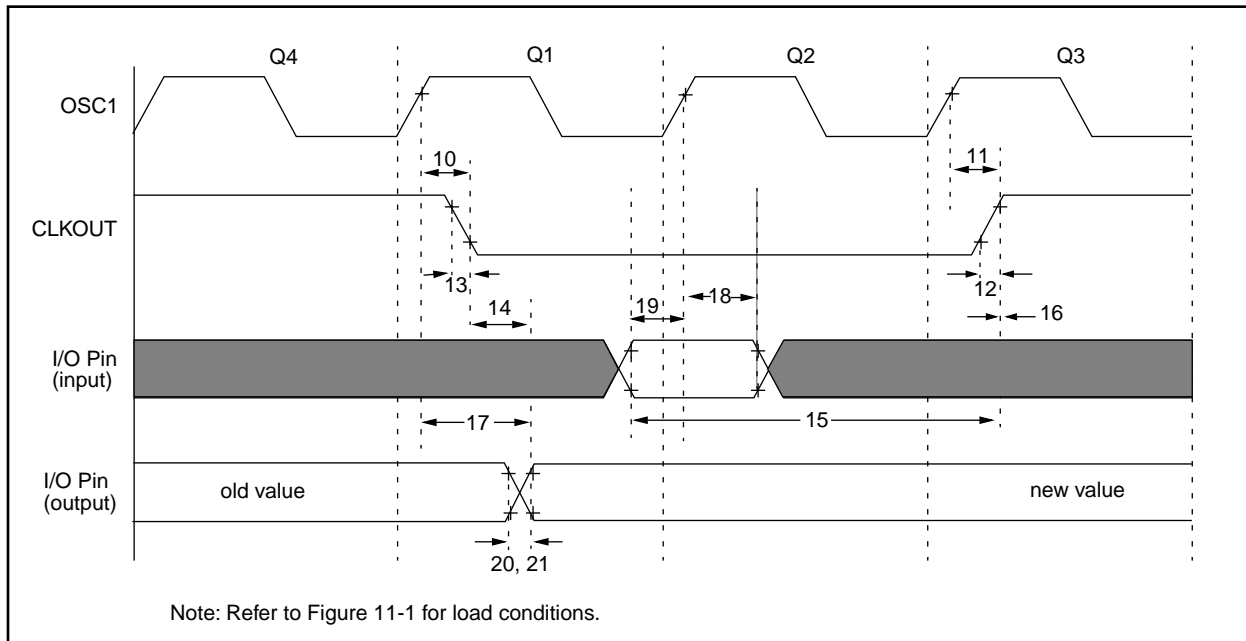 Q4 Q1 Q2 Q3
OSC1
10 11
CLKOUT
13 12
14 19 18 16
I/O Pin
(input)
17 15
I/O Pin
(output)
old value new value
20, 21
Note: Refer to Figure 11-1 for load conditions.